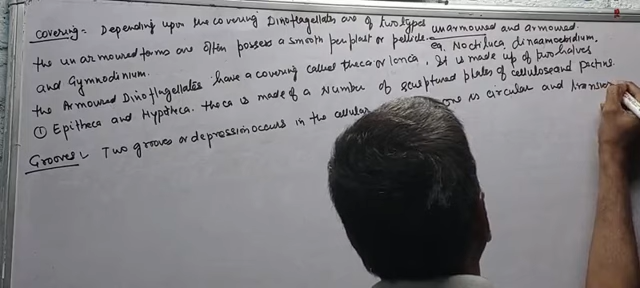 Covering:- Depending upon the covering Dinoflagellates are of two types unarmoured and armoured.
the unarmoured forms are often possess a smooth periplast or pellicle. eg. Noctiluca, dinamoebidium,
and Gymnodinium.
the Armoured Dinoflagellates have a covering called theca or lorica. It is made up of two halves
① Epitheca and Hypotheca. theca is made of a Number of sculptured plates of cellulose and Pectins.
Grooves:- Two grooves or depression occurs in the cellular one is circular and transver